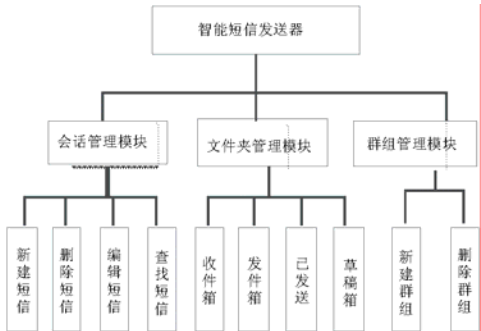 智能短信发送器
会话管理模块
文件夹管理模块
群组管理模块
新建短信
删除短信
编辑短信
查找短信
收件箱
发件箱
已发送
草稿箱
新建群组
删除群组